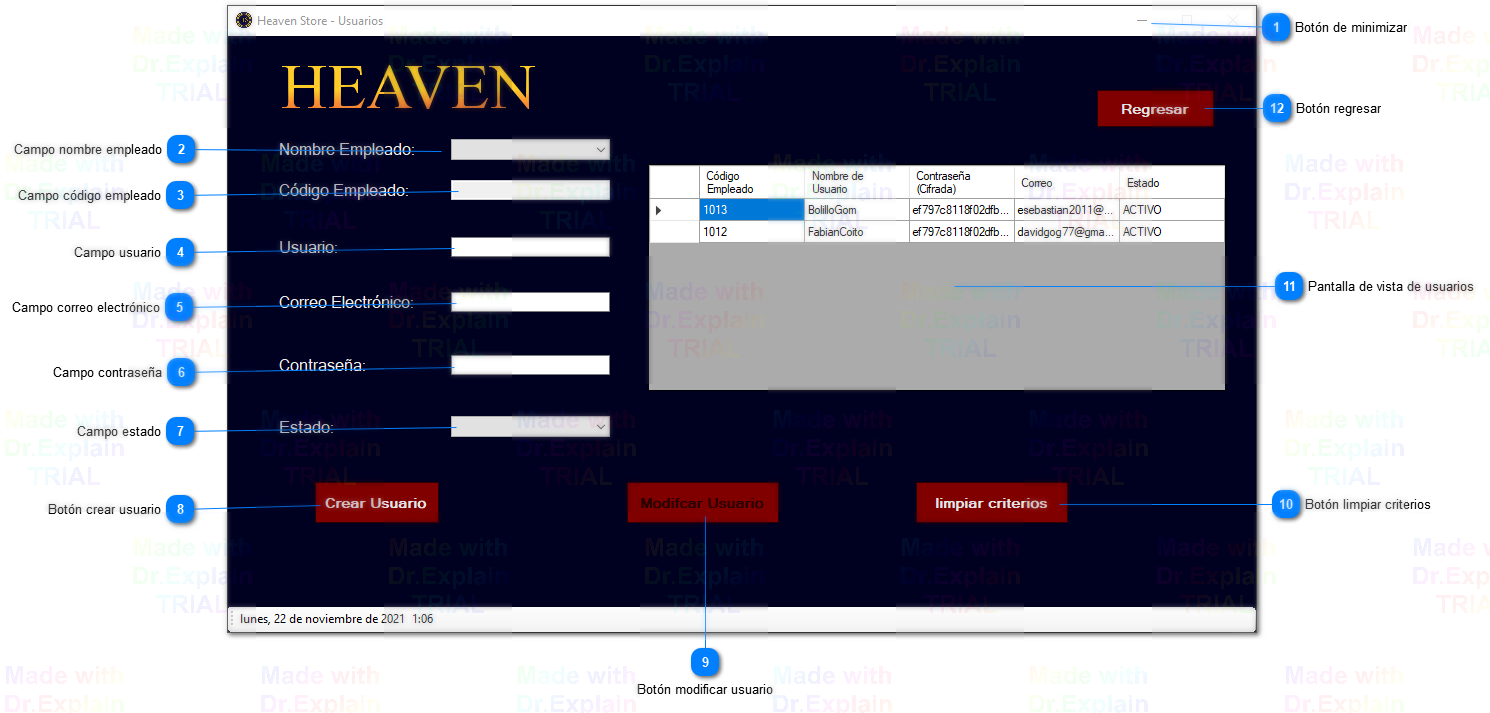 Heaven Store - Usuarios
1 Botón de minimizar
HEAVEN
Regresar
12 Botón regresar
Campo nombre empleado 2
Nombre Empleado:
Campo código empleado 3
Código Empleado:
Campo usuario 4
Usuario:
Campo correo electrónico 5
Correo Electrónico:
Campo contraseña 6
Contraseña:
Campo estado 7
Estado:
Código Empleado Nombre de Usuario Contraseña (Cifrada) Correo Estado
1013 BolilloGom ef797c8118f02dfb... esebastian2011@... ACTIVO
1012 FabianCoito ef797c8118f02dfb... davidgog77@gma... ACTIVO
11 Pantalla de vista de usuarios
Botón crear usuario 8
Crear Usuario
Modifcar Usuario
limpiar criterios
10 Botón limpiar criterios
lunes, 22 de noviembre de 2021 1:06
9
Botón modificar usuario
Made with
Dr.Explain
TRIAL